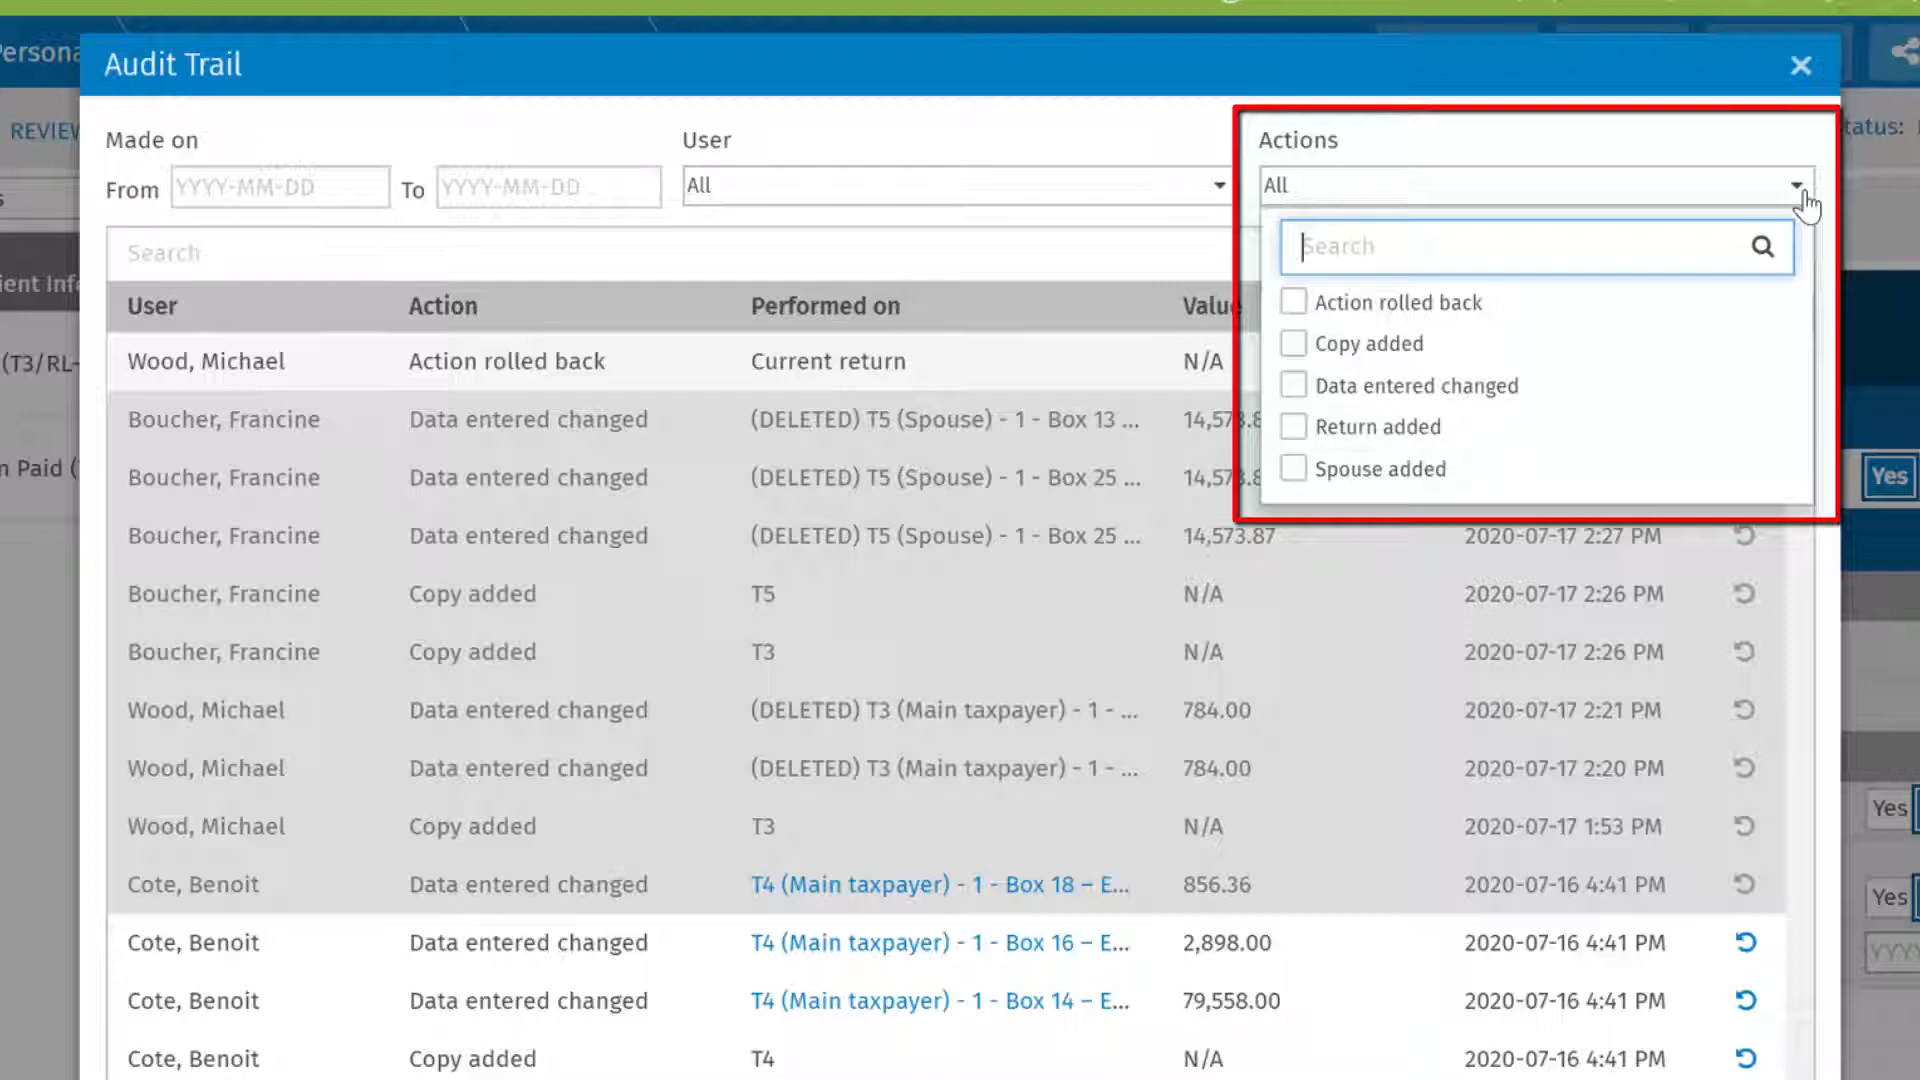 Persona
Audit Trail
REVIEW
Made on
User
Actions
tatus:
From YYYY-MM-DD To YYYY-MM-DD
All
All
Search
Search
User Action Performed on Value
ient Info
Action rolled back
Copy added
Data entered changed
Return added
Spouse added
(T3/RL-
Wood, Michael Action rolled back Current return N/A
Boucher, Francine Data entered changed (DELETED) T5 (Spouse) - 1 - Box 13 ... 14,573.8
n Paid (
Yes
Boucher, Francine Data entered changed (DELETED) T5 (Spouse) - 1 - Box 25 ... 14,573.8
Boucher, Francine Data entered changed (DELETED) T5 (Spouse) - 1 - Box 25 ... 14,573.87 2020-07-17 2:27 PM
Boucher, Francine Copy added T5 N/A 2020-07-17 2:26 PM
Boucher, Francine Copy added T3 N/A 2020-07-17 2:26 PM
Wood, Michael Data entered changed (DELETED) T3 (Main taxpayer) - 1 - ... 784.00 2020-07-17 2:21 PM
Wood, Michael Data entered changed (DELETED) T3 (Main taxpayer) - 1 - ... 784.00 2020-07-17 2:20 PM
Yes
Wood, Michael Copy added T3 N/A 2020-07-17 1:53 PM
Cote, Benoit Data entered changed T4 (Main taxpayer) - 1 - Box 18 – E... 856.36 2020-07-16 4:41 PM
Yes
Cote, Benoit Data entered changed T4 (Main taxpayer) - 1 - Box 16 – E... 2,898.00 2020-07-16 4:41 PM
YYYY
Cote, Benoit Data entered changed T4 (Main taxpayer) - 1 - Box 14 – E... 79,558.00 2020-07-16 4:41 PM
Cote, Benoit Copy added T4 N/A 2020-07-16 4:41 PM